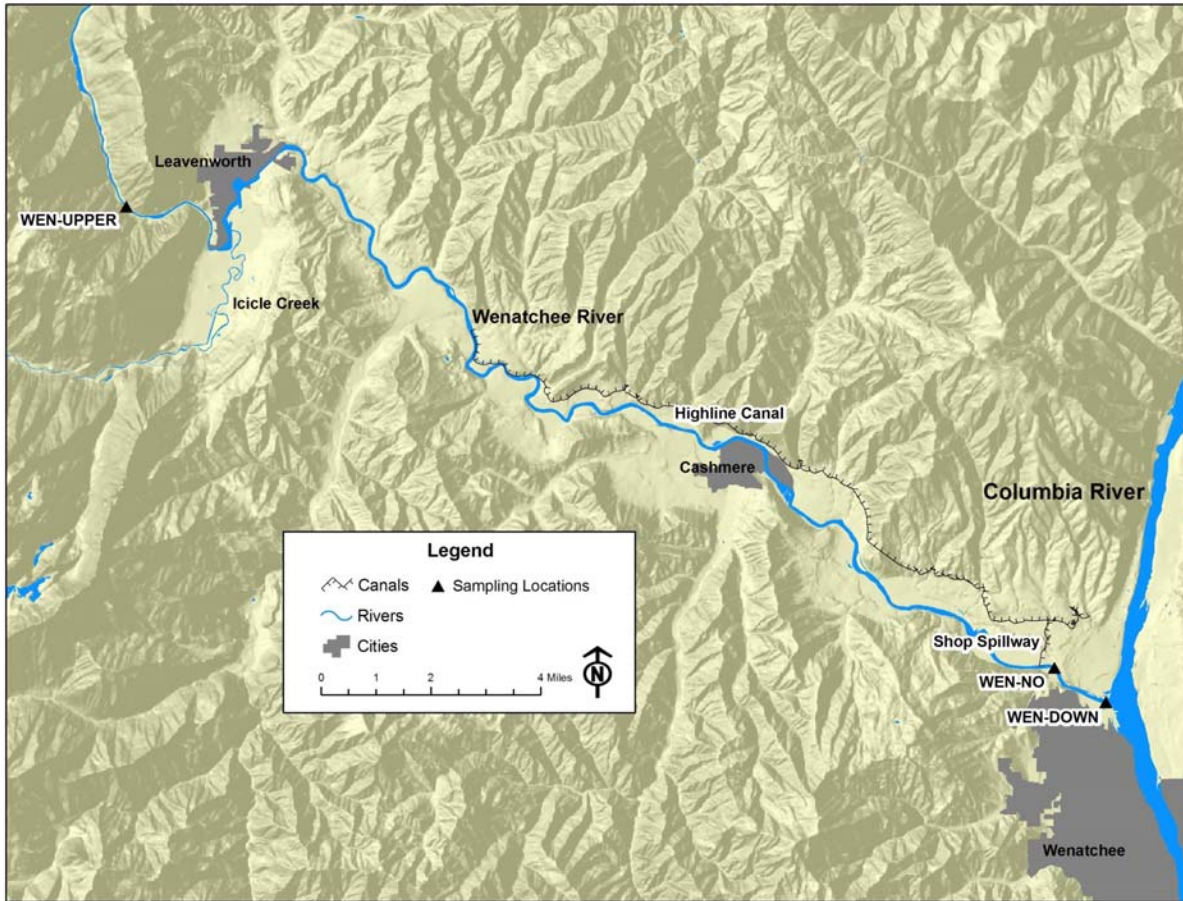 Leavenworth
WEN-UPPER
Icicle Creek
Wenatchee River
Highline Canal
Cashmere
Columbia River
Legend
Canals
Sampling Locations
Rivers
Cities
0 1 2 4 Miles
N
Shop Spillway
WEN-NO
WEN-DOWN
Wenatchee